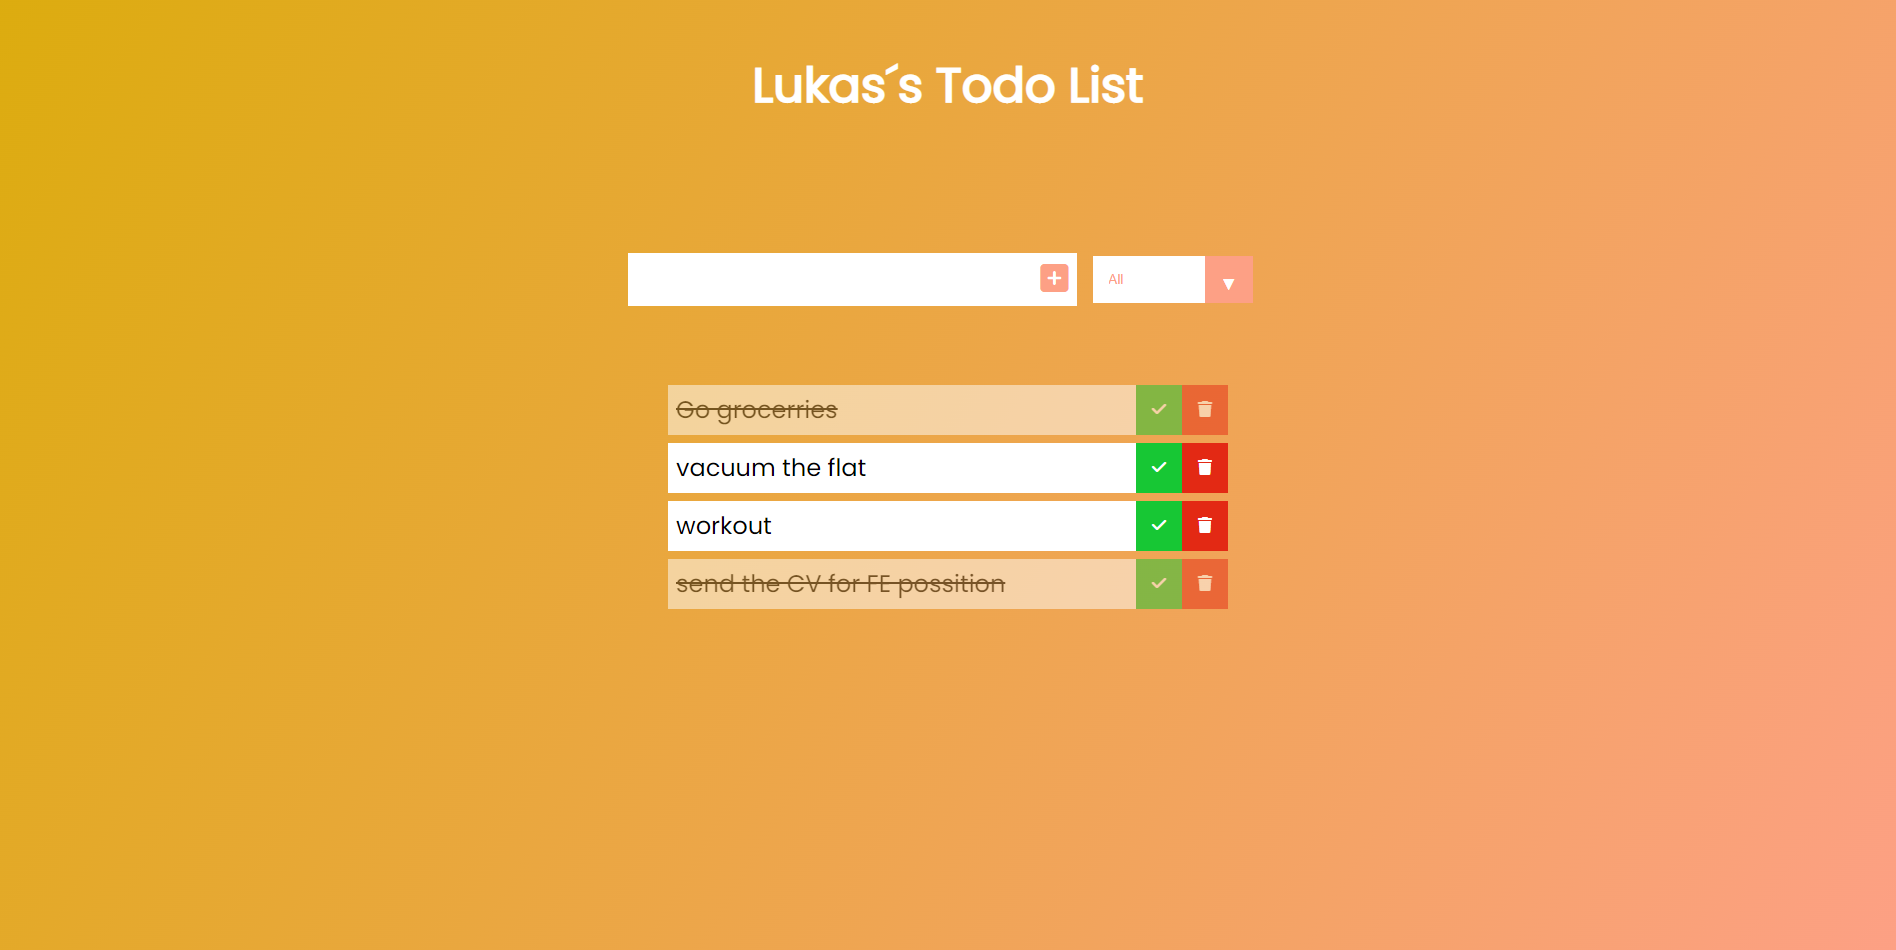 Lukas´s Todo List
All
Go grocerries
vacuum the flat
workout
send the CV for FE possition